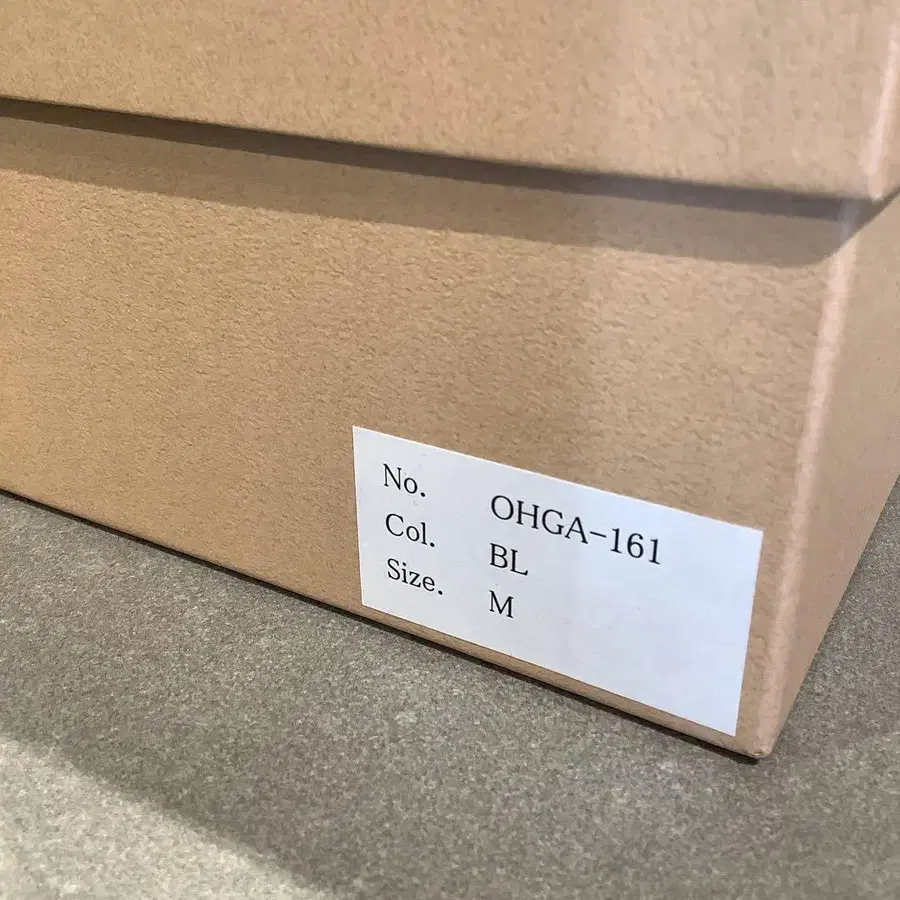 No. OHGA-161
Col. BL
Size. M